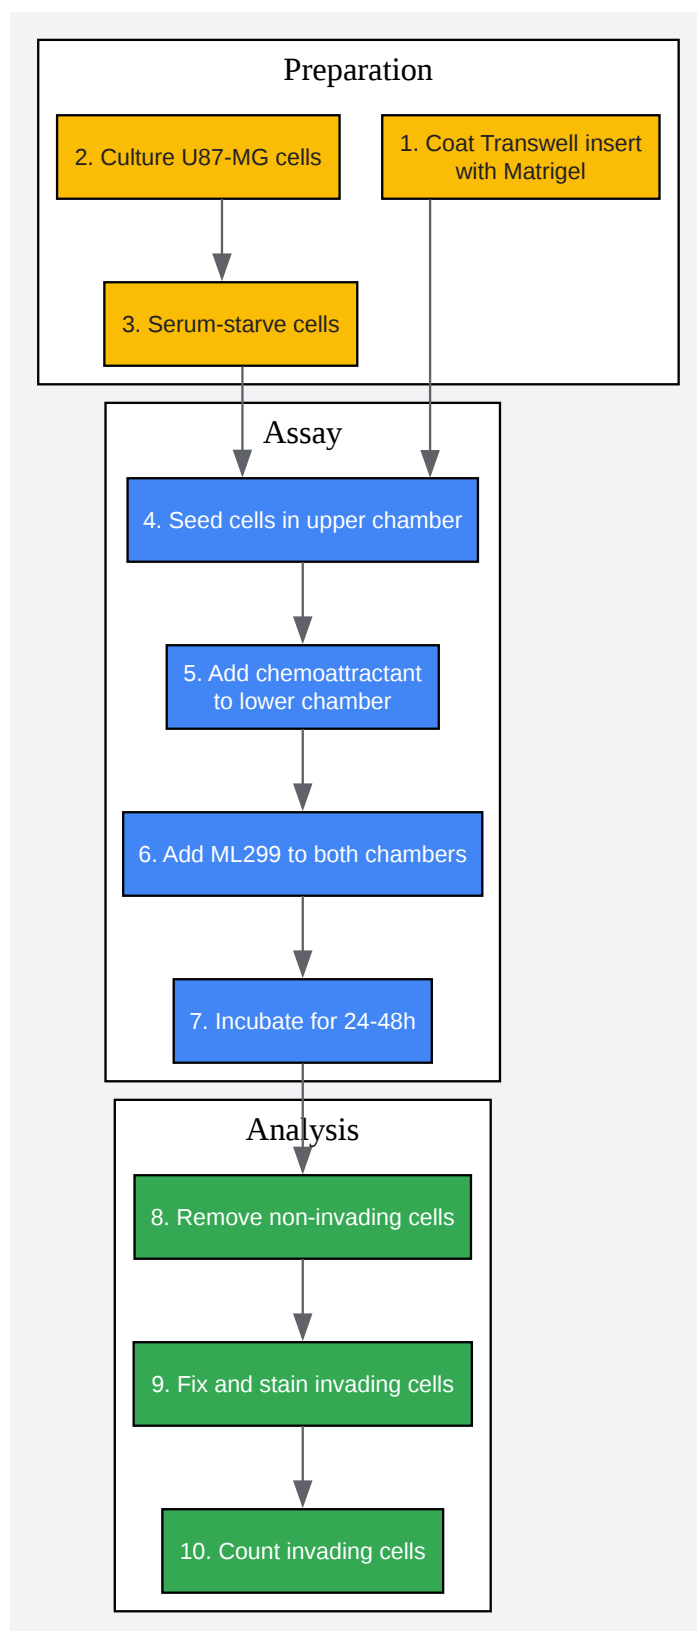 Preparation
2. Culture U87-MG cells
1. Coat Transwell insert
with Matrigel
3. Serum-starve cells
Assay
4. Seed cells in upper chamber
5. Add chemoattractant
to lower chamber
6. Add ML299 to both chambers
7. Incubate for 24-48h
Analysis
8. Remove non-invading cells
9. Fix and stain invading cells
10. Count invading cells